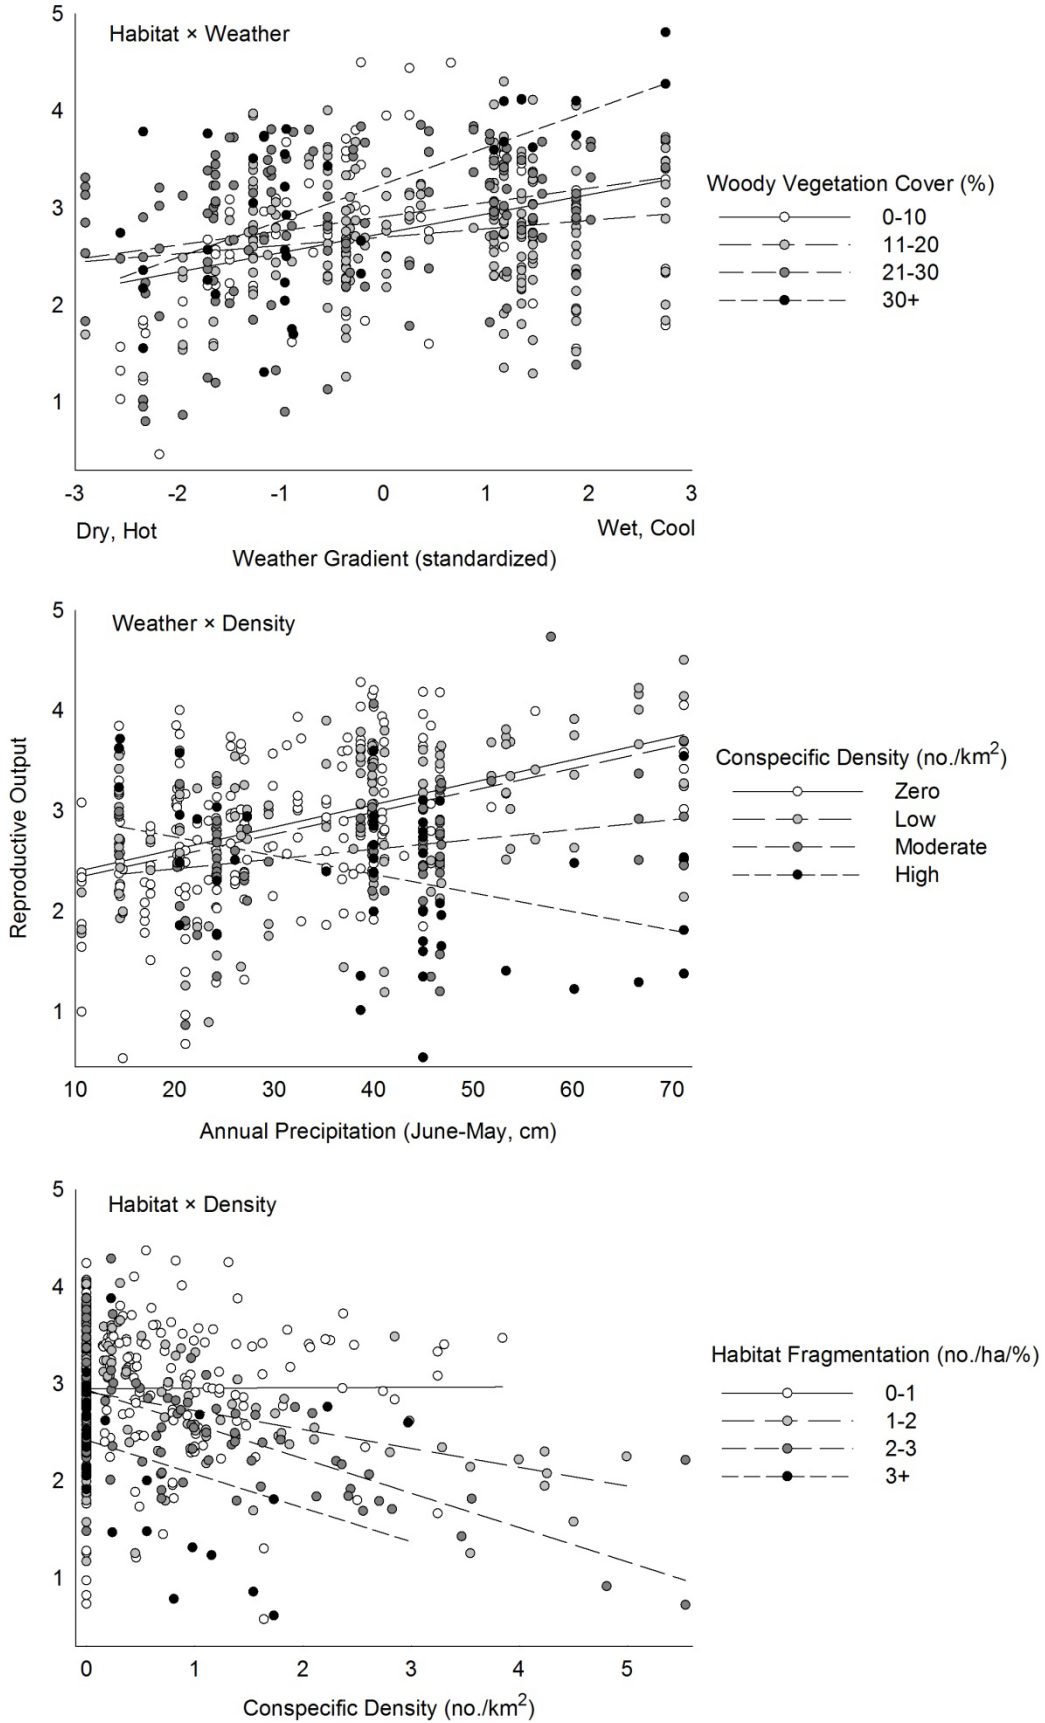 5
Habitat × Weather
4
3
2
1
Woody Vegetation Cover (%)
0-10
11-20
21-30
30+
-3 -2 -1 0 1 2 3
Dry, Hot Wet, Cool
Weather Gradient (standardized)
5
Weather × Density
4
3
2
1
Reproductive Output
Conspecific Density (no./km²)
Zero
Low
Moderate
High
10 20 30 40 50 60 70
Annual Precipitation (June-May, cm)
5
Habitat × Density
4
3
2
1
Habitat Fragmentation (no./ha/%)
0-1
1-2
2-3
3+
0 1 2 3 4 5
Conspecific Density (no./km²)